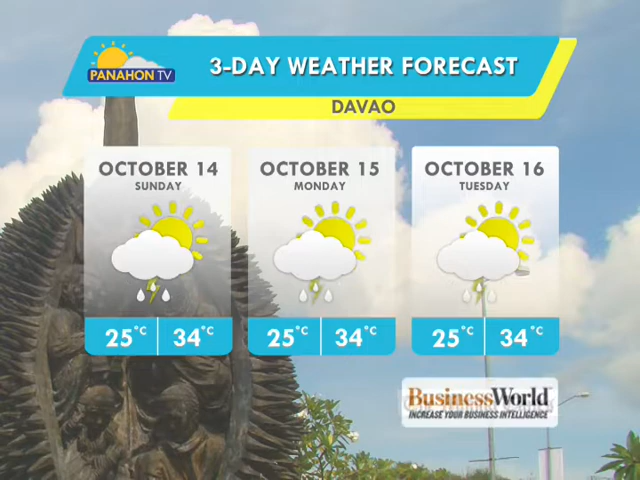 PANAHON TV
3-DAY WEATHER FORECAST
DAVAO
OCTOBER 14
SUNDAY
25°C 34°C
OCTOBER 15
MONDAY
25°C 34°C
OCTOBER 16
TUESDAY
25°C 34°C
BusinessWorld
INCREASE YOUR BUSINESS INTELLIGENCE